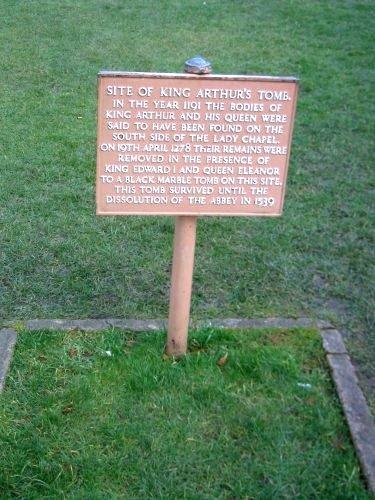 SITE OF KING ARTHUR'S TOMB.
IN THE YEAR 1191 THE BODIES OF
KING ARTHUR AND HIS QUEEN WERE
SAID TO HAVE BEEN FOUND ON THE
SOUTH SIDE OF THE LADY CHAPEL.
ON 19TH APRIL 1278 THEIR REMAINS WERE
REMOVED IN THE PRESENCE OF
KING EDWARD I AND QUEEN ELEANOR
TO A BLACK MARBLE TOMB ON THIS SITE.
THIS TOMB SURVIVED UNTIL THE
DISSOLUTION OF THE ABBEY IN 1539